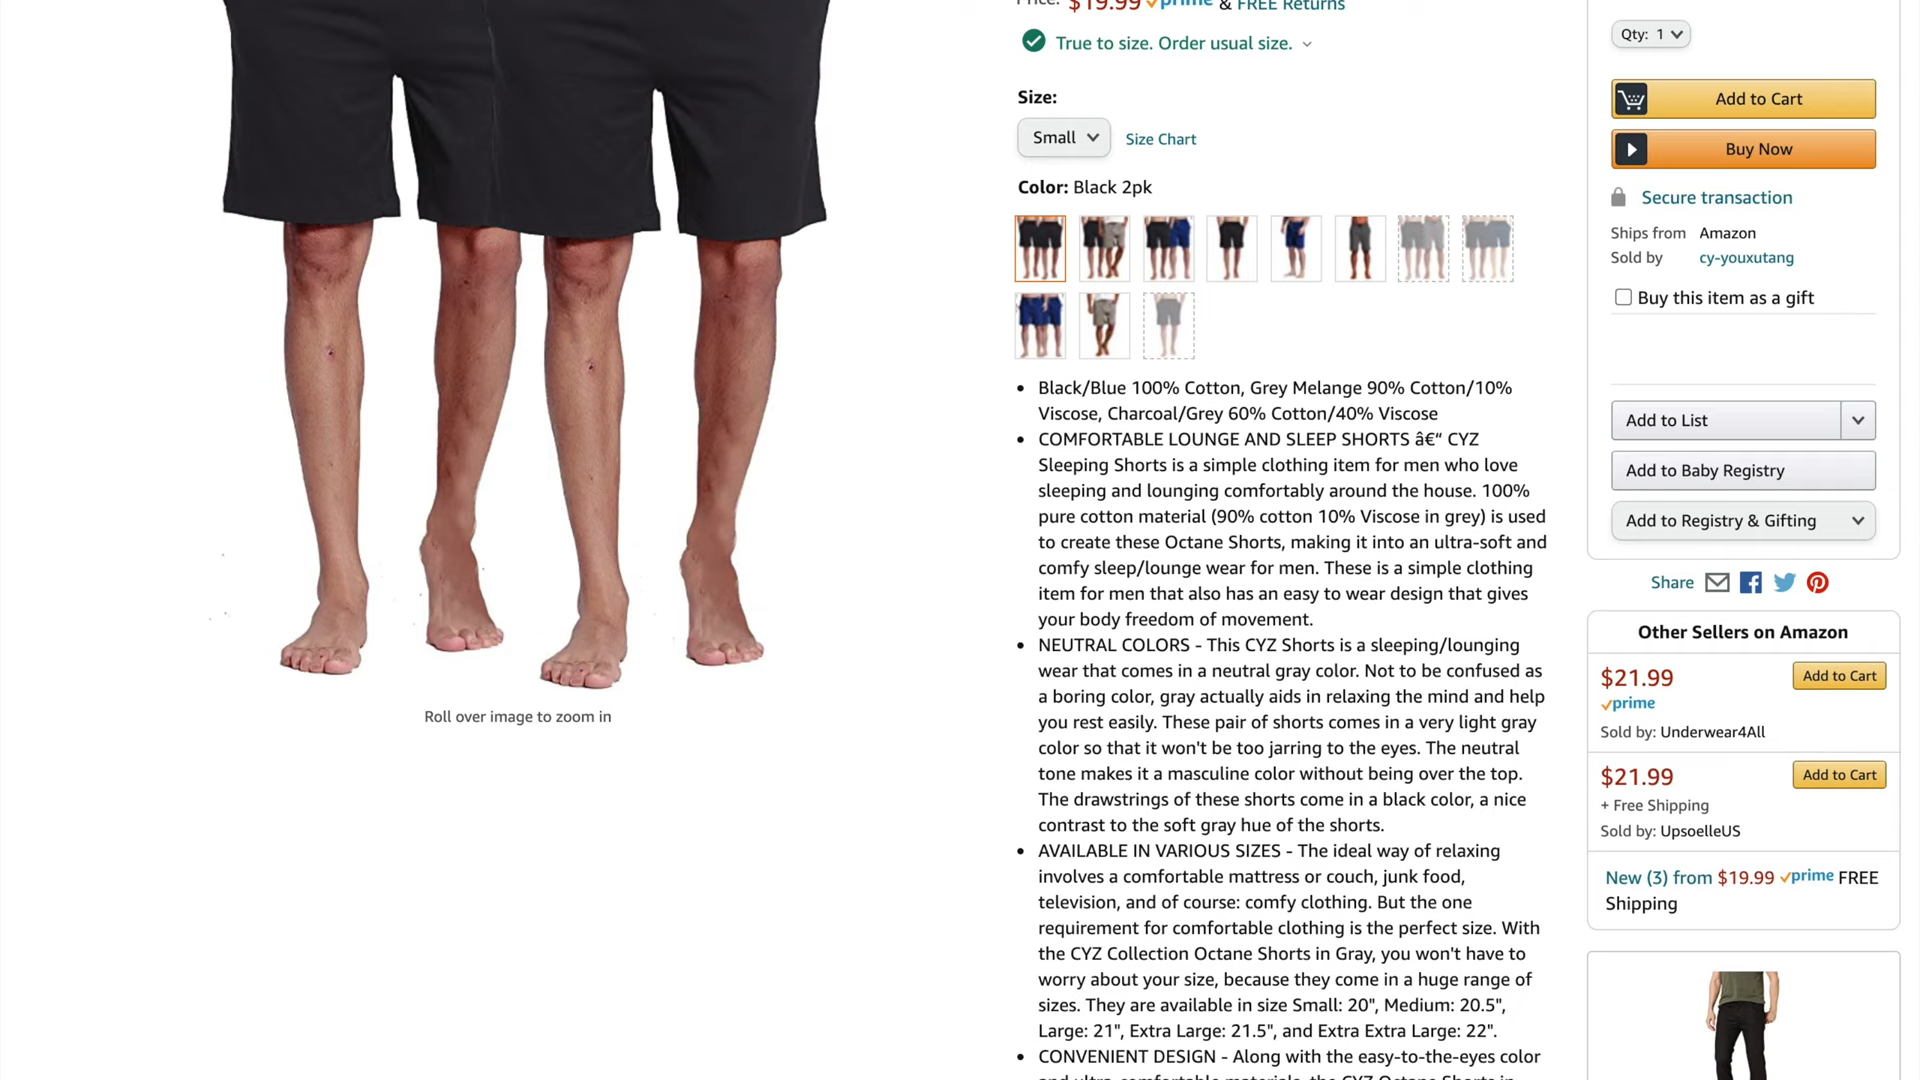 Price: $19.99 prime & FREE Returns
True to size. Order usual size.
Size:
Small
Size Chart
Color: Black 2pk
Black/Blue 100% Cotton, Grey Melange 90% Cotton/10%
Viscose, Charcoal/Grey 60% Cotton/40% Viscose
COMFORTABLE LOUNGE AND SLEEP SHORTS â€“ CYZ
Sleeping Shorts is a simple clothing item for men who love
sleeping and lounging comfortably around the house. 100%
pure cotton material (90% cotton 10% Viscose in grey) is used
to create these Octane Shorts, making it into an ultra-soft and
comfy sleep/lounge wear for men. These is a simple clothing
item for men that also has an easy to wear design that gives
your body freedom of movement.
NEUTRAL COLORS - This CYZ Shorts is a sleeping/lounging
wear that comes in a neutral gray color. Not to be confused as
a boring color, gray actually aids in relaxing the mind and help
you rest easily. These pair of shorts comes in a very light gray
color so that it won't be too jarring to the eyes. The neutral
tone makes it a masculine color without being over the top.
The drawstrings of these shorts come in a black color, a nice
contrast to the soft gray hue of the shorts.
AVAILABLE IN VARIOUS SIZES - The ideal way of relaxing
involves a comfortable mattress or couch, junk food,
television, and of course: comfy clothing. But the one
requirement for comfortable clothing is the perfect size. With
the CYZ Collection Octane Shorts in Gray, you won't have to
worry about your size, because they come in a huge range of
sizes. They are available in size Small: 20", Medium: 20.5",
Large: 21", Extra Large: 21.5", and Extra Extra Large: 22".
CONVENIENT DESIGN - Along with the easy-to-the-eyes color
and ultra-comfortable materials, the CYZ Octane Shorts in
Roll over image to zoom in
Qty: 1
Add to Cart
Buy Now
Secure transaction
Ships from Amazon
Sold by cy-youxutang
Buy this item as a gift
Add to List
Add to Baby Registry
Add to Registry & Gifting
Share
Other Sellers on Amazon
$21.99
Add to Cart
prime
Sold by: Underwear4All
$21.99
Add to Cart
+ Free Shipping
Sold by: UpsoelleUS
New (3) from $19.99 prime FREE
Shipping